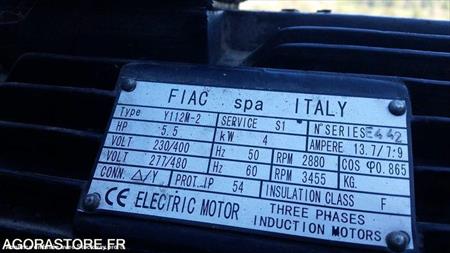 FIAC spa ITALY
Type Y112M-2 SERVICE S1 N°SERIES E442
HP 5.5 kW 4 AMPERE 13.7/7.9
VOLT 230/400 Hz 50 RPM 2880 COS φ0.865
VOLT 277/480 Hz 60 RPM 3455 KG.
CONN. △/Y PROT. IP 54 INSULATION CLASS F
CE ELECTRIC MOTOR THREE PHASES
INDUCTION MOTORS
AGORASTORE.FR